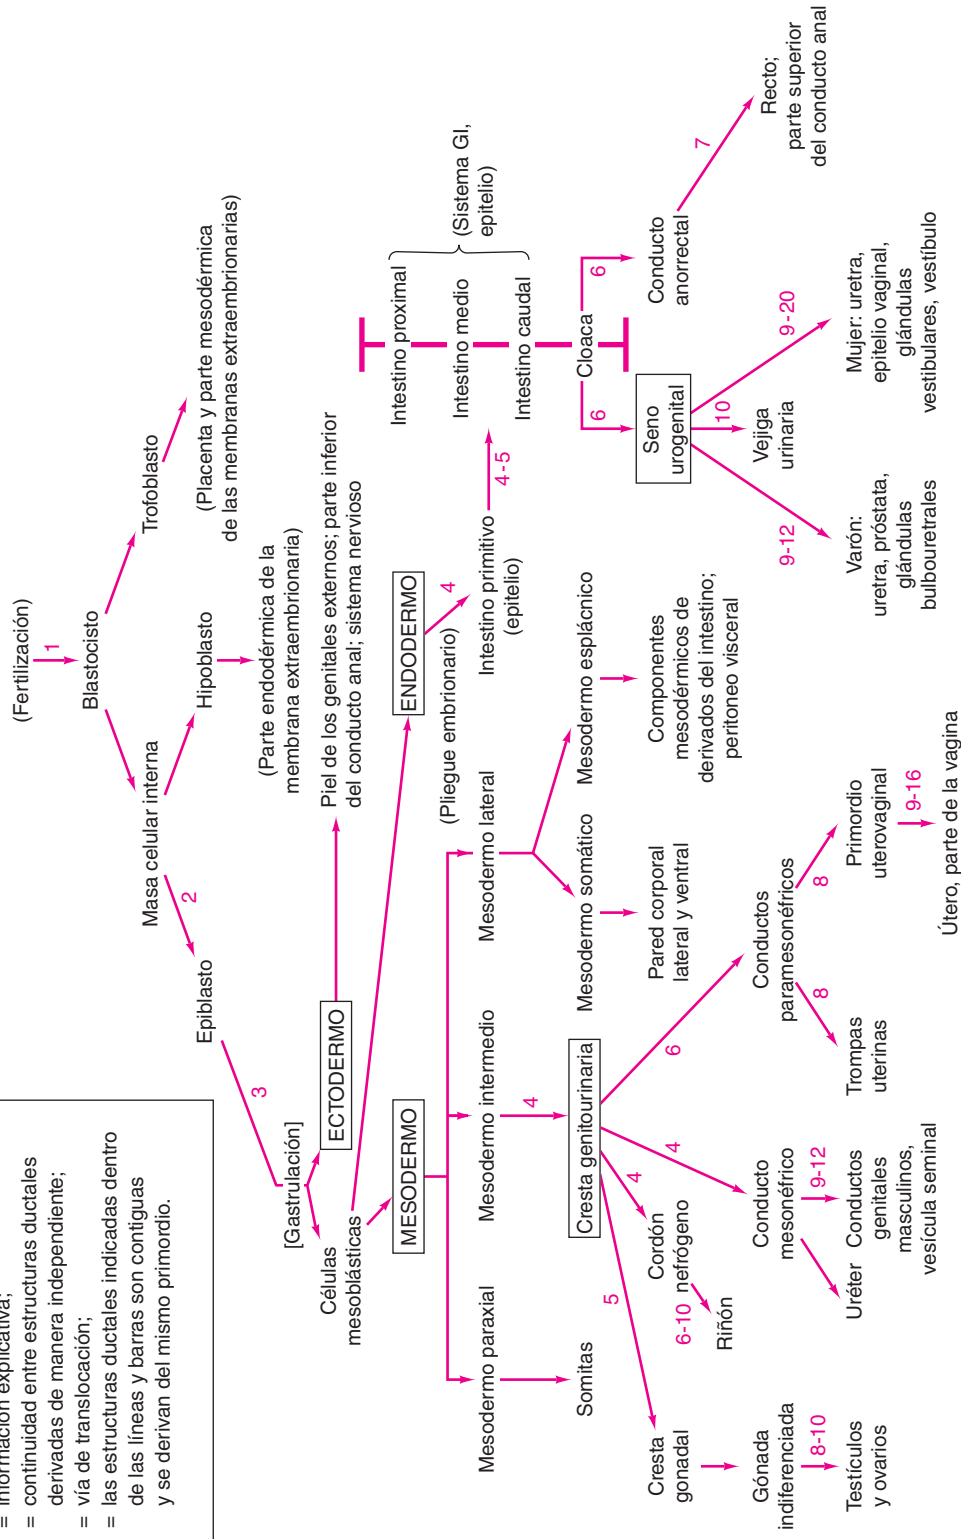 = información explicativa;
= continuidad entre estructuras ductales
derivadas de manera independiente;
= vía de translocación;
= las estructuras ductales indicadas dentro
de las líneas y barras son contiguas
y se derivan del mismo primordio.
(Fertilización)
1
Blastocisto
Trofoblasto
(Placenta y parte mesodérmica
de las membranas extraembrionarias)
Masa celular interna
Hipoblasto
(Parte endodérmica de la
membrana extraembrionaria)
2
Epiblasto
3
[Gastrulación]
ECTODERMO
Piel de los genitales externos; parte inferior
del conducto anal; sistema nervioso
Células
mesoblásticas
MESODERMO
ENDODERMO
(Pliegue embrionario)
4
Intestino primitivo
(epitelio)
4-5
Intestino proximal
Intestino medio
Intestino caudal
(Sistema GI,
epitelio)
Cloaca
6
6
Conducto
anorrectal
7
Recto;
parte superior
del conducto anal
Seno
urogenital
9-12
10
9-20
Varón:
uretra, próstata,
glándulas
bulbouretrales
Vejiga
urinaria
Mujer: uretra,
epitelio vaginal,
glándulas
vestibulares, vestíbulo
Mesodermo paraxial
Mesodermo intermedio
Mesodermo lateral
Somitas
4
Mesodermo somático
Mesodermo esplácnico
Pared corporal
lateral y ventral
Componentes
mesodérmicos de
derivados del intestino;
peritoneo visceral
Cresta genitourinaria
5
4
4
6
Cresta
gonadal
Cordón
nefrógeno
6-10
Riñón
Gónada
indiferenciada
8-10
Testículos
y ovarios
Conducto
mesonéfrico
9-12
Uréter
Conductos
genitales
masculinos,
vesícula seminal
Conductos
paramesonéfricos
8
8
Trompas
uterinas
Primordio
uterovaginal
9-16
Útero, parte de la vagina